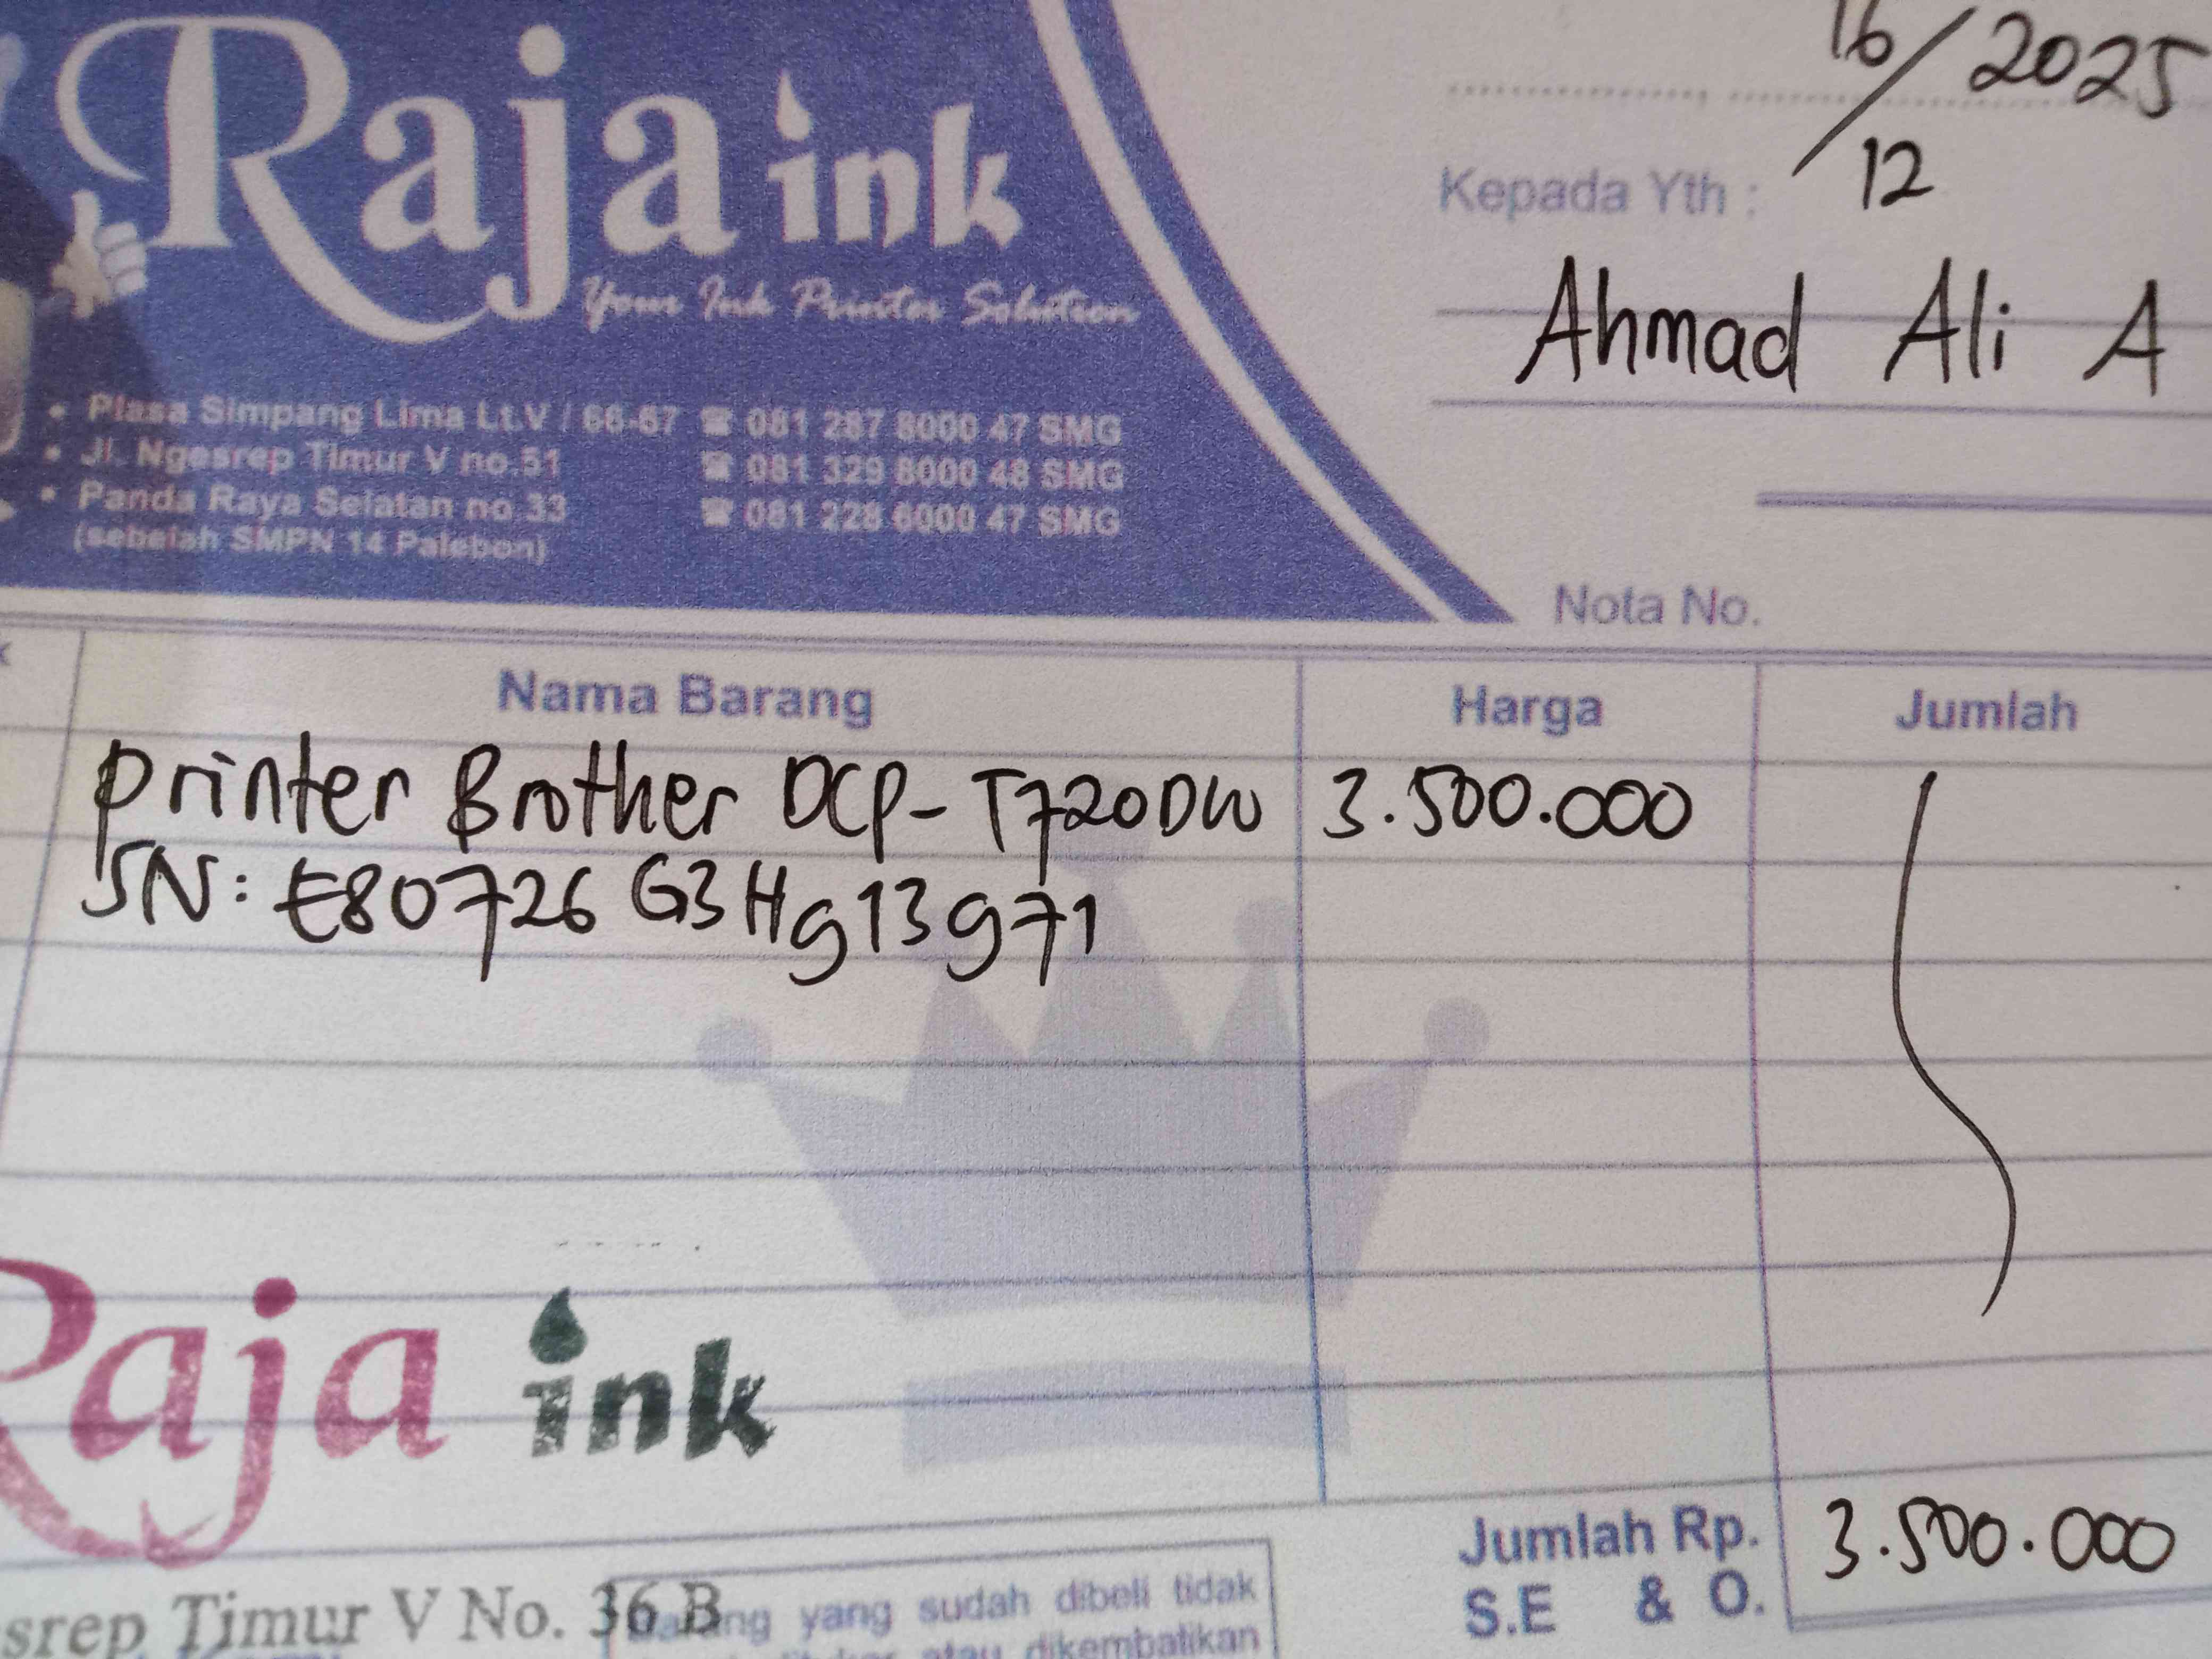 Raja ink
Your Ink Printer Solution
• Plasa Simpang Lima Lt.V / 66-67 ☎ 081 287 8000 47 SMG
• Jl. Ngesrep Timur V no.51 ☎ 081 329 8000 48 SMG
• Panda Raya Selatan no 33 ☎ 081 228 6000 47 SMG
(sebelah SMPN 14 Palebon)
16/12 2025
Kepada Yth :
Ahmad Ali A
Nota No.
Nama Barang Harga Jumlah
Printer Brother DCP-T720DW 3.500.000
SN: E80726G3Hg13g71
Raja ink
Jumlah Rp. 3.500.000
S.E & O.
srep Timur V No. 36 B
Barang yang sudah dibeli tidak
atau dikembalikan